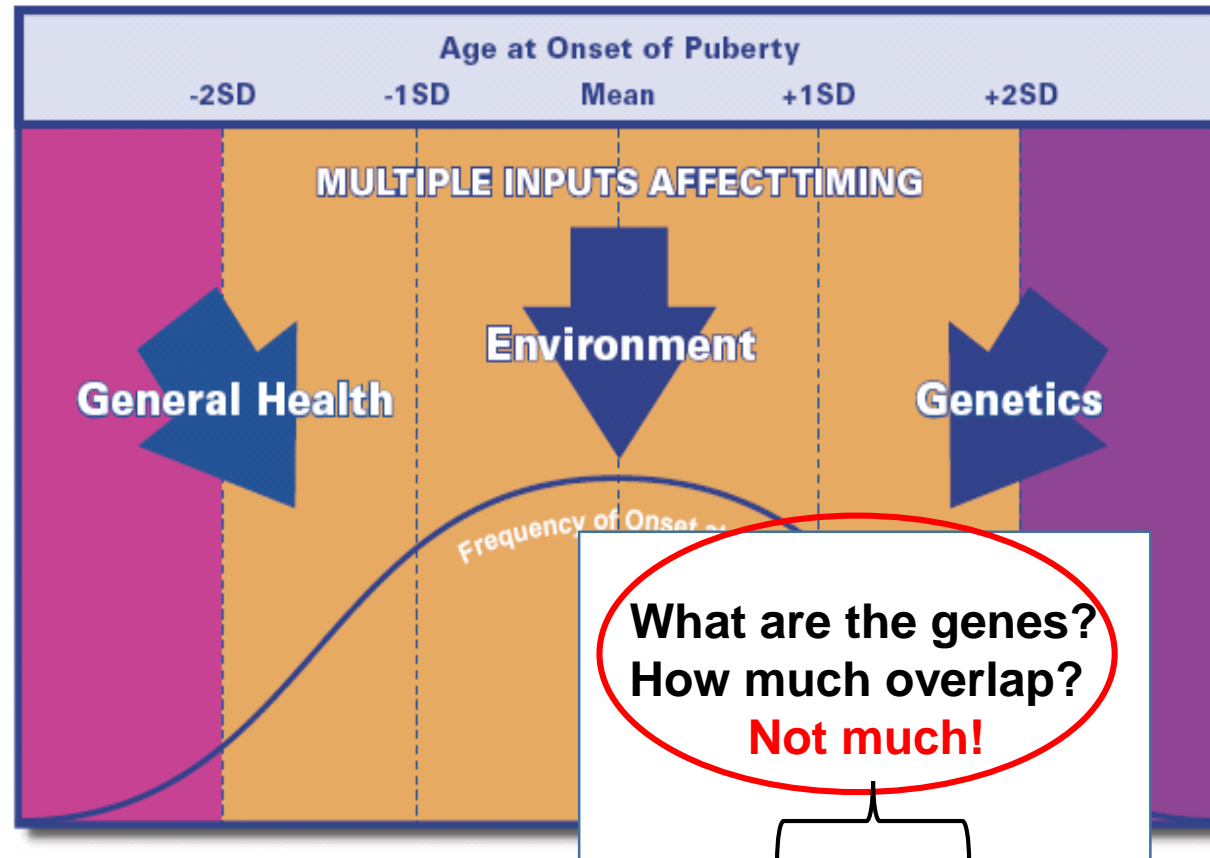 Age at Onset of Puberty
-2SD -1SD Mean +1SD +2SD
MULTIPLE INPUTS AFFECT TIMING
Environment
General Health
Genetics
Frequency of Onset
What are the genes?
How much overlap?
Not much!